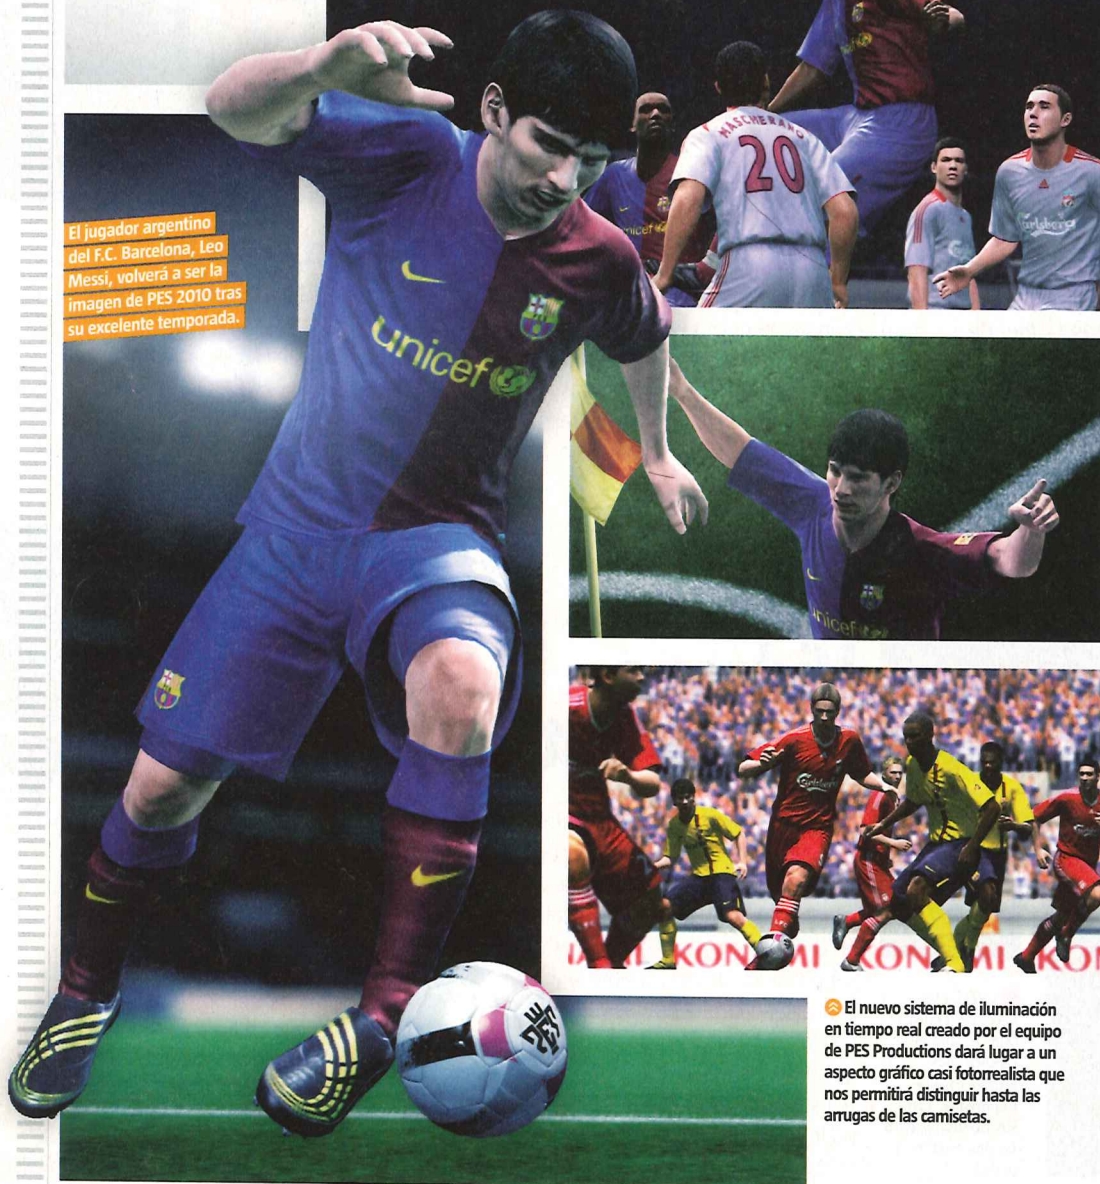 El jugador argentino
del F.C. Barcelona, Leo
Messi, volverá a ser la
imagen de PES 2010 tras
su excelente temporada.
unicef
MASCHERANO
20
Carlsberg
unicef
Carlsberg
KONAMI KONAMI
El nuevo sistema de iluminación
en tiempo real creado por el equipo
de PES Productions dará lugar a un
aspecto gráfico casi fotorrealista que
nos permitirá distinguir hasta las
arrugas de las camisetas.
PES